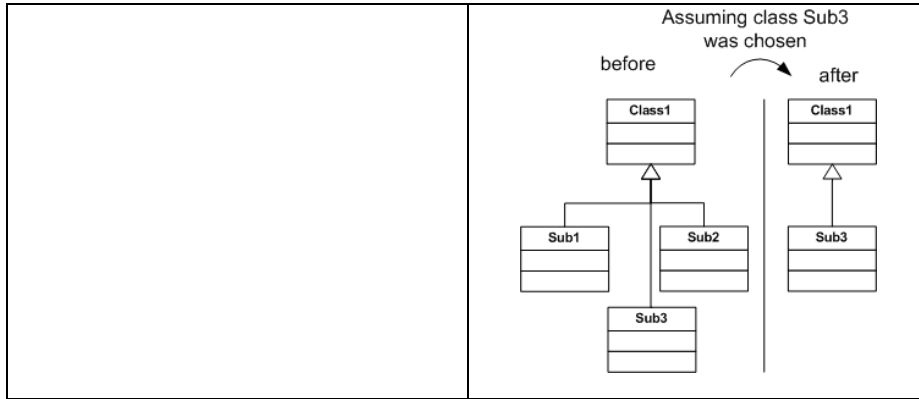 Assuming class Sub3
was chosen
before
after
Class1
Class1
Sub1
Sub2
Sub3
Sub3